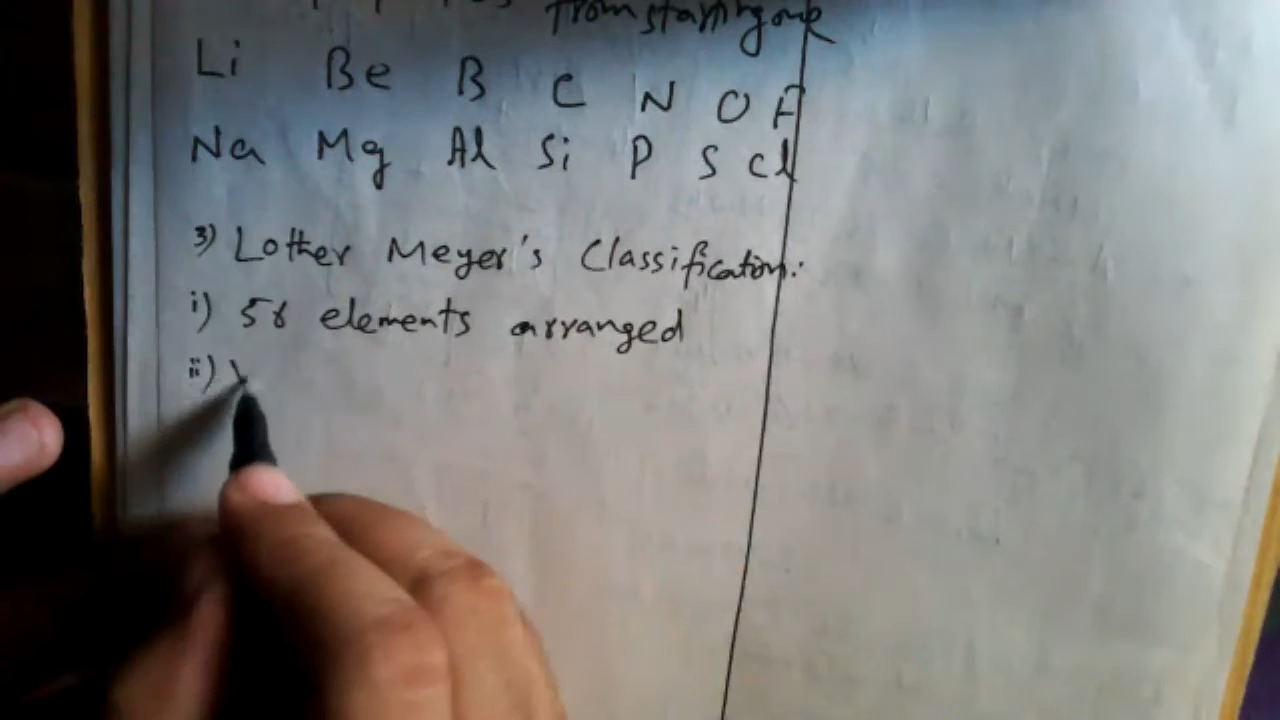 from starting one
Li Be B C N O F
Na Mg Al Si P S Cl
3) Lother Meyer's Classification:
i) 56 elements arranged
ii)